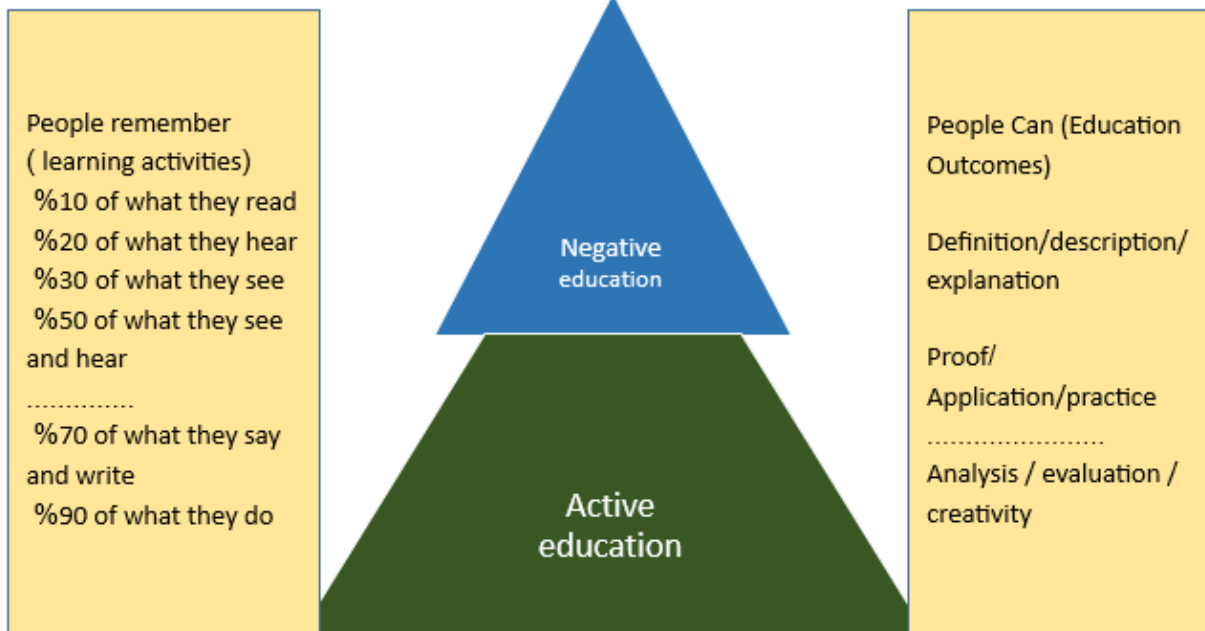 People remember
( learning activities)
%10 of what they read
%20 of what they hear
%30 of what they see
%50 of what they see
and hear
..............
%70 of what they say
and write
%90 of what they do
Negative
education
Active
education
People Can (Education
Outcomes)
Definition/description/
explanation
Proof/
Application/practice
.......................
Analysis / evaluation /
creativity